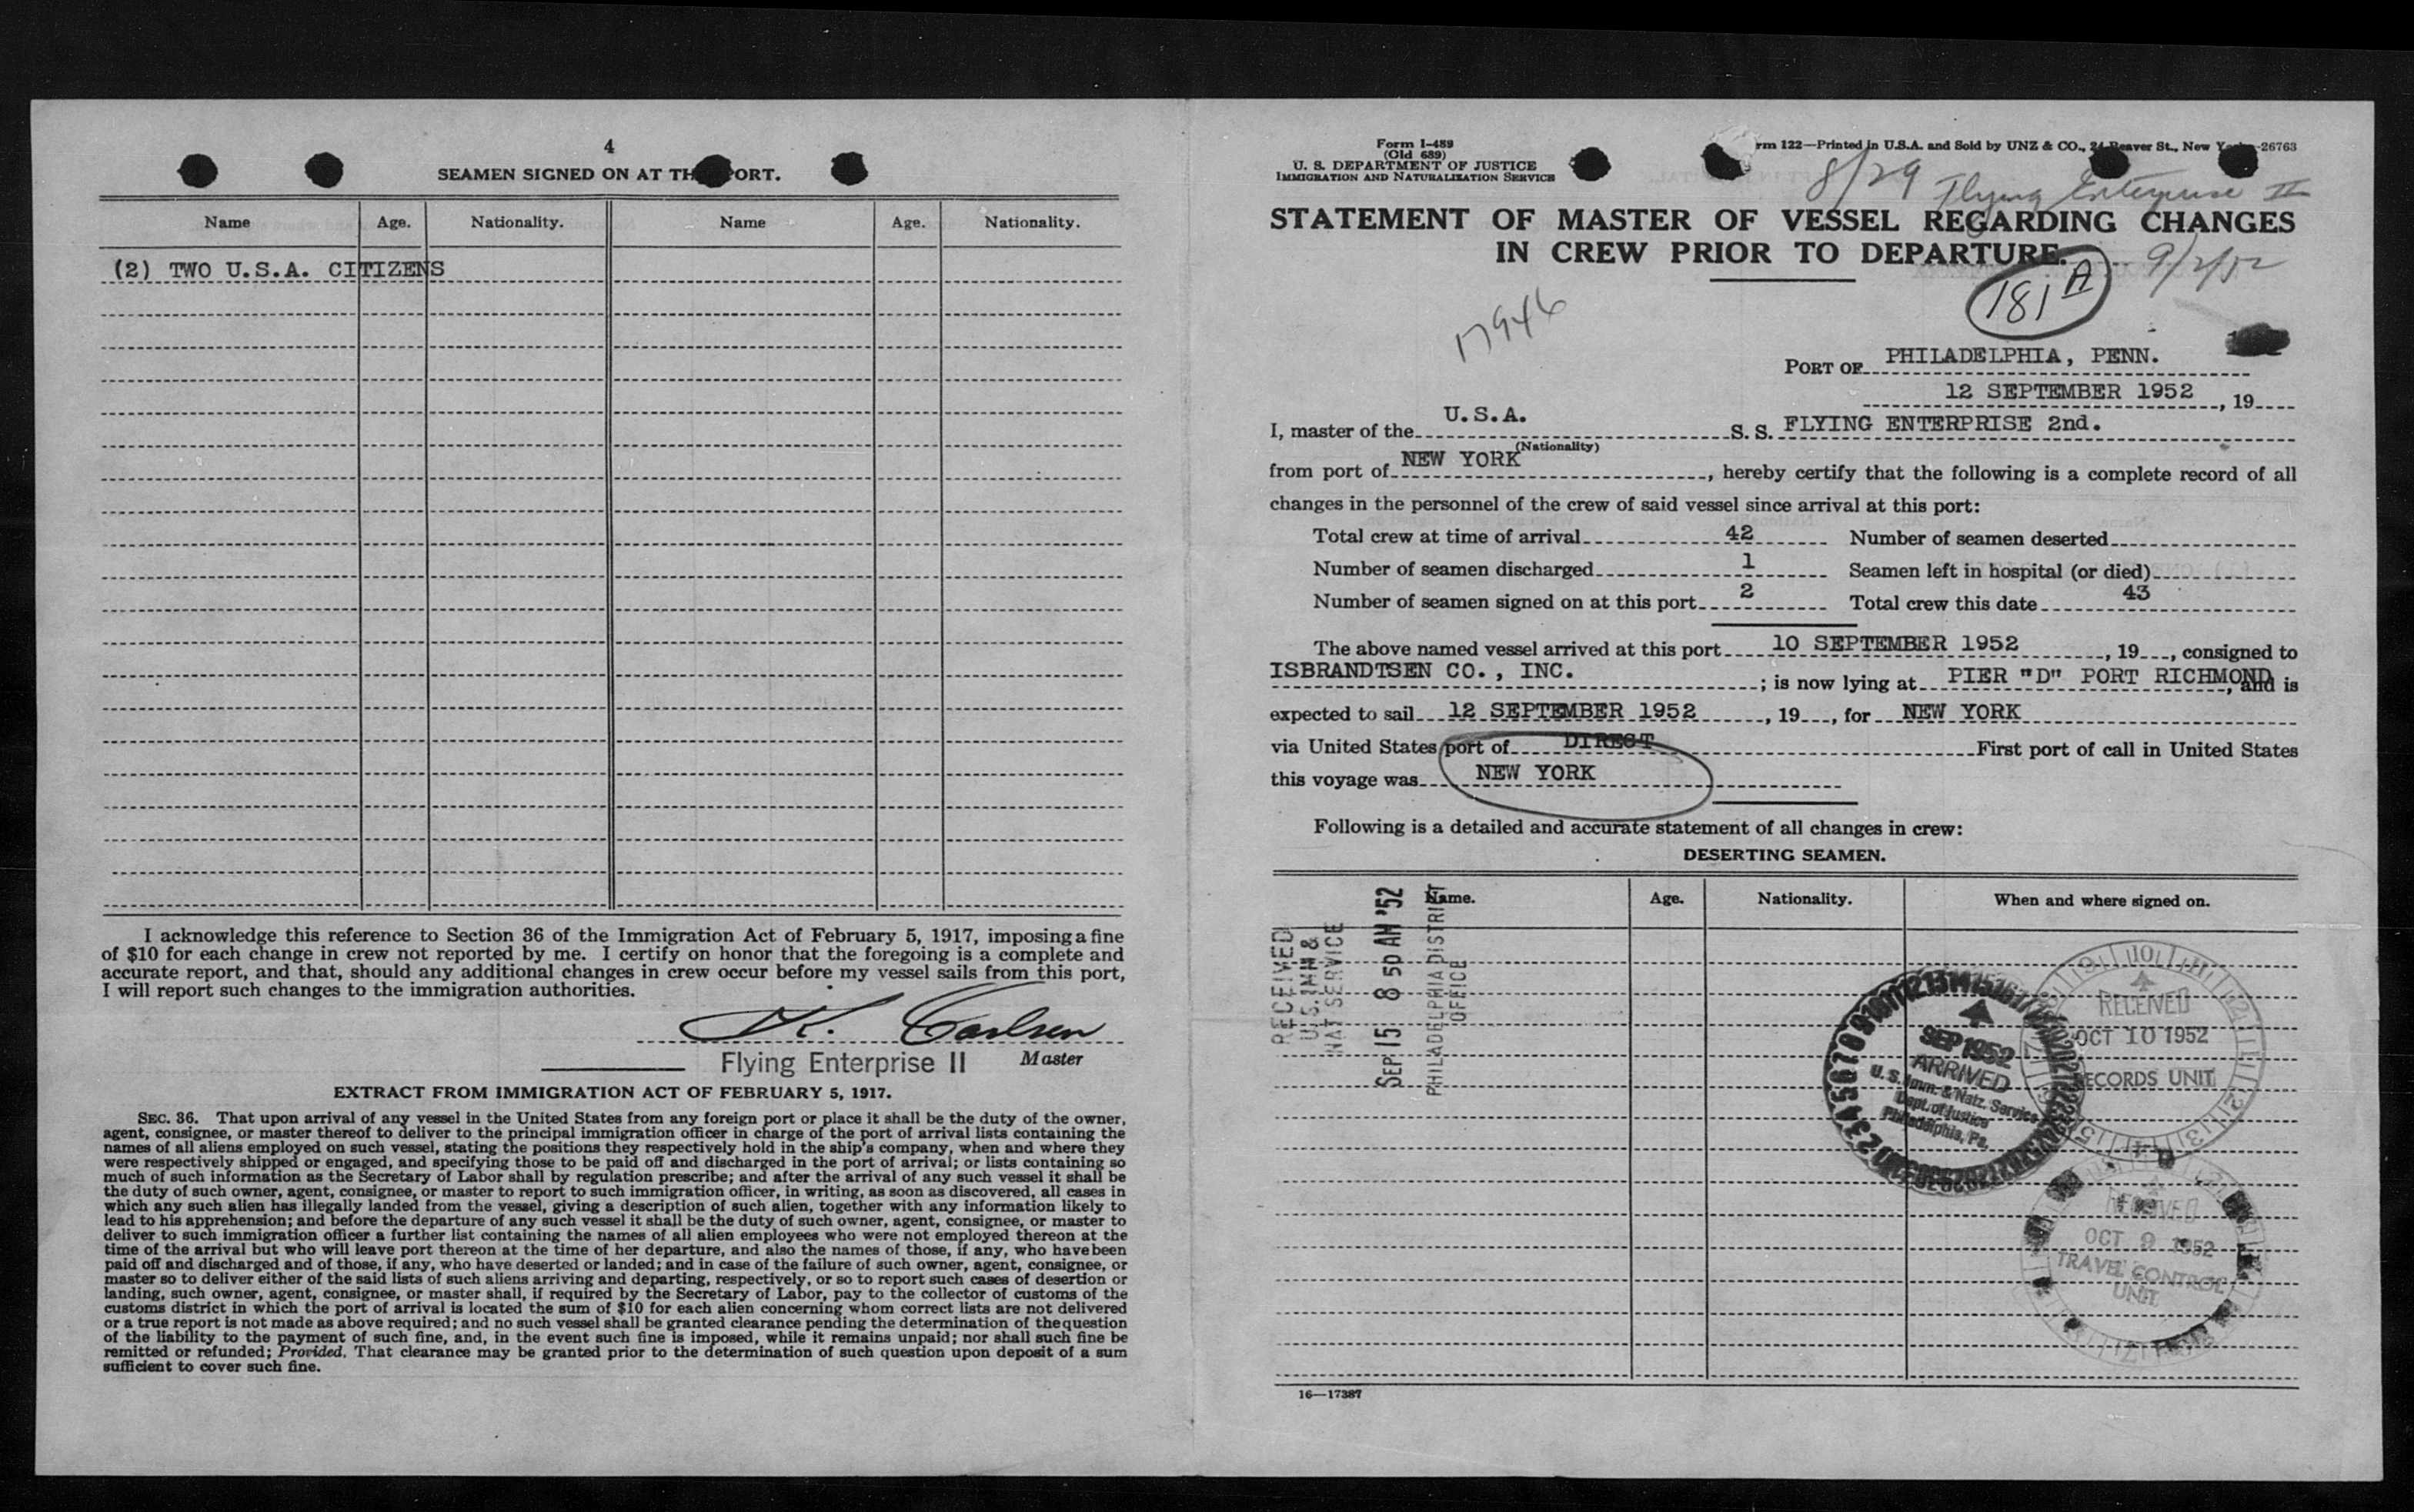 4
SEAMEN SIGNED ON AT TH PORT.
Name Age. Nationality. Name Age. Nationality.
(2) TWO U.S.A. CITIZENS
I acknowledge this reference to Section 36 of the Immigration Act of February 5, 1917, imposing a fine
of $10 for each change in crew not reported by me. I certify on honor that the foregoing is a complete and
accurate report, and that, should any additional changes in crew occur before my vessel sails from this port,
I will report such changes to the immigration authorities.
K. Carlsen
Flying Enterprise II Master
EXTRACT FROM IMMIGRATION ACT OF FEBRUARY 5, 1917.
SEC. 36. That upon arrival of any vessel in the United States from any foreign port or place it shall be the duty of the owner,
agent, consignee, or master thereof to deliver to the principal immigration officer in charge of the port of arrival lists containing the
names of all aliens employed on such vessel, stating the positions they respectively hold in the ship's company, when and where they
were respectively shipped or engaged, and specifying those to be paid off and discharged in the port of arrival; or lists containing so
much of such information as the Secretary of Labor shall by regulation prescribe; and after the arrival of any such vessel it shall be
the duty of such owner, agent, consignee, or master to report to such immigration officer, in writing, as soon as discovered, all cases in
which any such alien has illegally landed from the vessel, giving a description of such alien, together with any information likely to
lead to his apprehension; and before the departure of any such vessel it shall be the duty of such owner, agent, consignee, or master to
deliver to such immigration officer a further list containing the names of all alien employees who were not employed thereon at the
time of the arrival but who will leave port thereon at the time of her departure, and also the names of those, if any, who have been
paid off and discharged and of those, if any, who have deserted or landed; and in case of the failure of such owner, agent, consignee, or
master so to deliver either of the said lists of such aliens arriving and departing, respectively, or so to report such cases of desertion or
landing, such owner, agent, consignee, or master shall, if required by the Secretary of Labor, pay to the collector of customs of the
customs district in which the port of arrival is located the sum of $10 for each alien concerning whom correct lists are not delivered
or a true report is not made as above required; and no such vessel shall be granted clearance pending the determination of the question
of the liability to the payment of such fine, and, in the event such fine is imposed, while it remains unpaid; nor shall such fine be
remitted or refunded; Provided, That clearance may be granted prior to the determination of such question upon deposit of a sum
sufficient to cover such fine.
Form I-489
(Old 689)
U. S. DEPARTMENT OF JUSTICE
IMMIGRATION AND NATURALIZATION SERVICE
rm 122—Printed in U.S.A. and Sold by UNZ & CO., 24 Beaver St., New Y -26763
8/29 Flying Enterprise II
STATEMENT OF MASTER OF VESSEL REGARDING CHANGES
IN CREW PRIOR TO DEPARTURE.
9/2/52
181 A
17946
PORT OF PHILADELPHIA, PENN.
12 SEPTEMBER 1952, 19
I, master of the U.S.A. S. S. FLYING ENTERPRISE 2nd.
(Nationality)
from port of NEW YORK, hereby certify that the following is a complete record of all
changes in the personnel of the crew of said vessel since arrival at this port:
Total crew at time of arrival 42 Number of seamen deserted
Number of seamen discharged 1 Seamen left in hospital (or died)
Number of seamen signed on at this port 2 Total crew this date 43
The above named vessel arrived at this port 10 SEPTEMBER 1952, 19, consigned to
ISBRANDTSEN CO., INC.; is now lying at PIER "D" PORT RICHMOND, and is
expected to sail 12 SEPTEMBER 1952, 19, for NEW YORK
via United States port of DIRECT First port of call in United States
this voyage was NEW YORK
Following is a detailed and accurate statement of all changes in crew:
DESERTING SEAMEN.
Name. Age. Nationality. When and where signed on.
RECEIVED
U.S. IMM &
NAT SERVICE
SEP 15 8 50 AM '52
PHILADELPHIA DISTRICT
OFFICE
SEP 1952
ARRIVED
U. S. Imm. & Natz. Service
Dept. of Justice
Philadelphia, Pa.
RECEIVED
OCT 10 1952
RECORDS UNIT
RECEIVED
OCT 9 1952
TRAVEL CONTROL
UNIT
16—17387